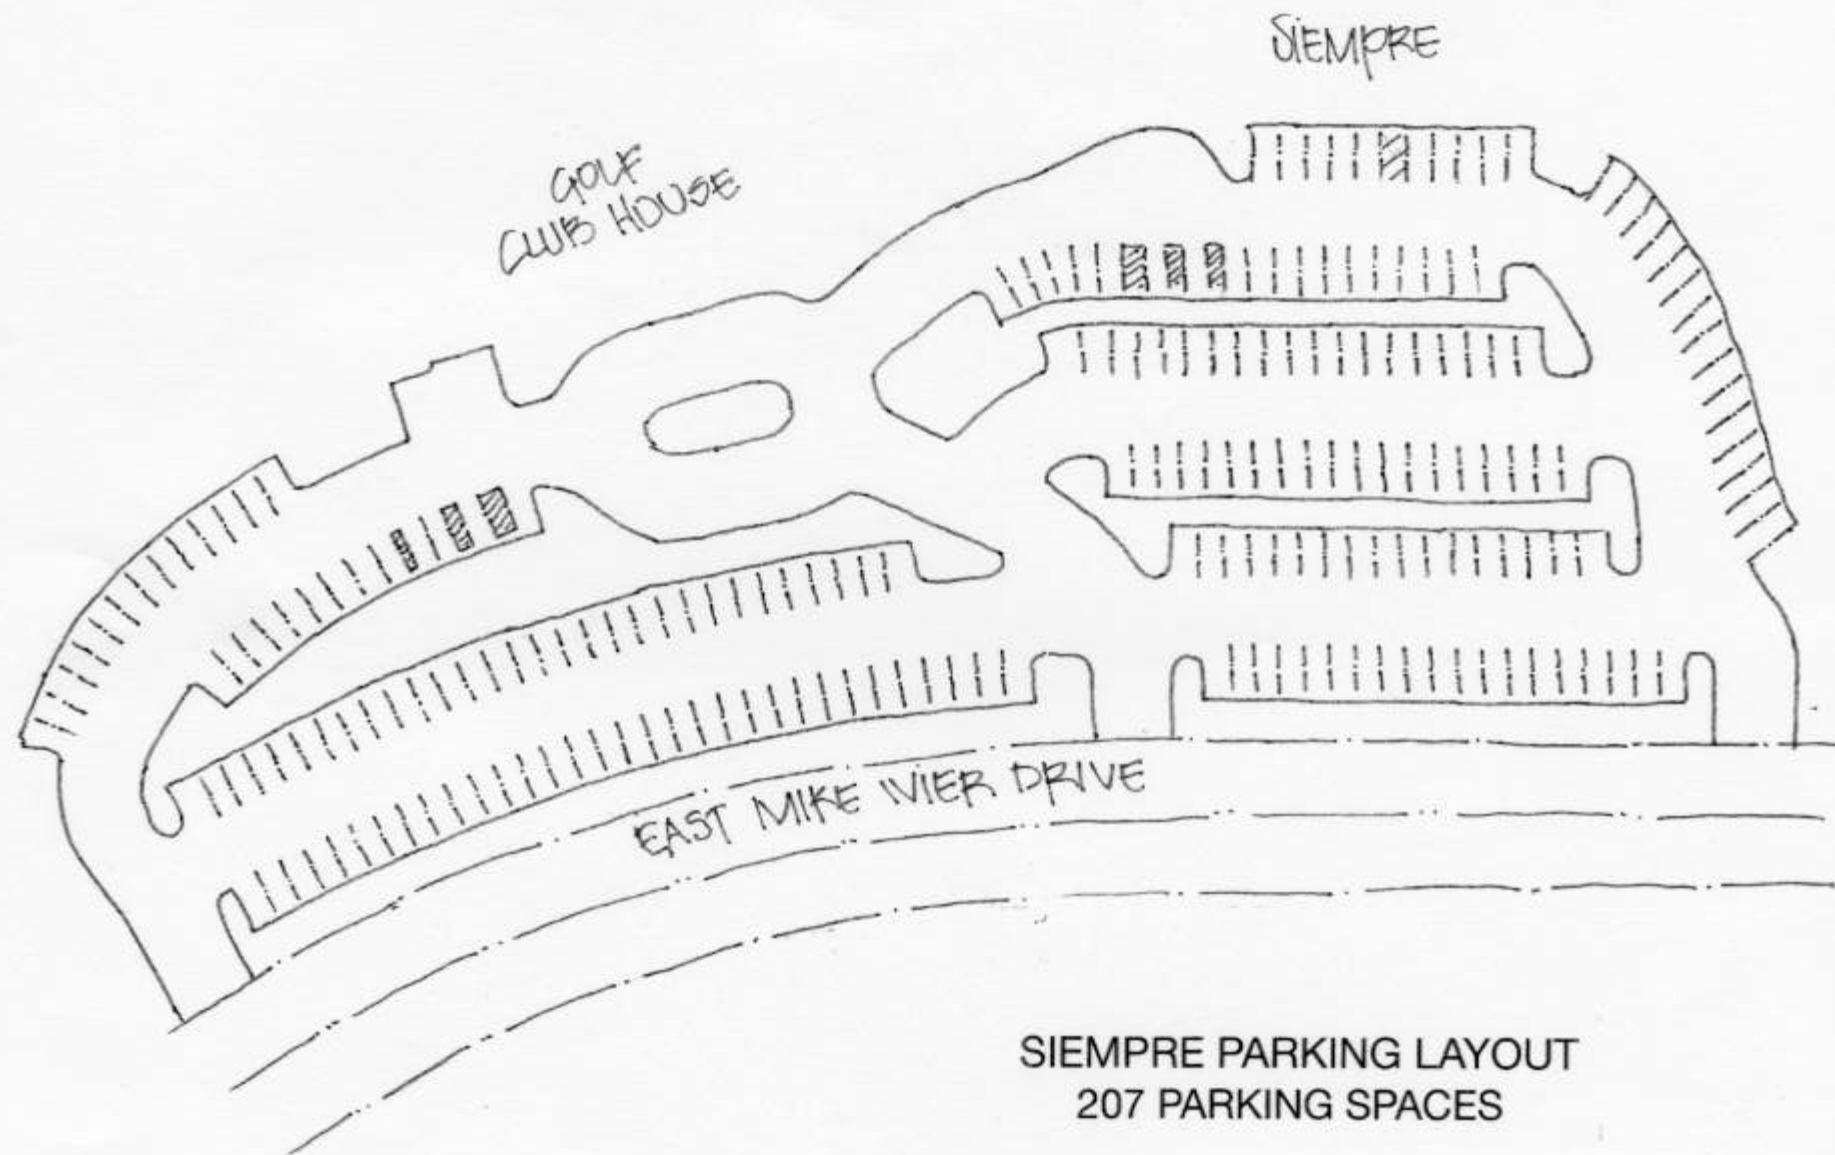 SIEMPRE
GOLF
CLUB HOUSE
EAST MIKE WIER DRIVE
SIEMPRE PARKING LAYOUT
207 PARKING SPACES